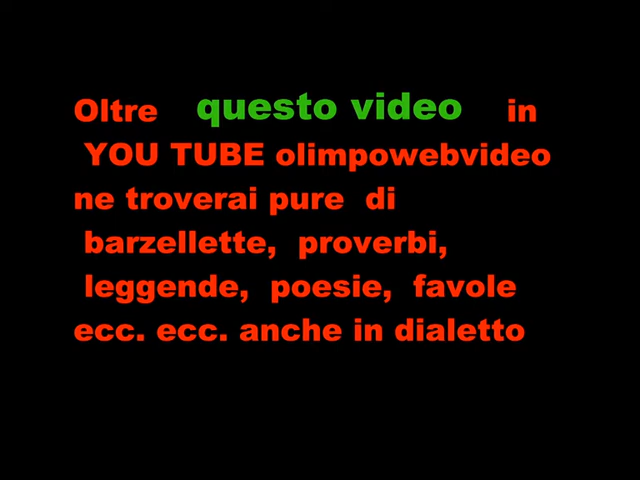 Oltre questo video in
YOU TUBE olimpowebvideo
ne troverai pure di
barzellette, proverbi,
leggende, poesie, favole
ecc. ecc. anche in dialetto